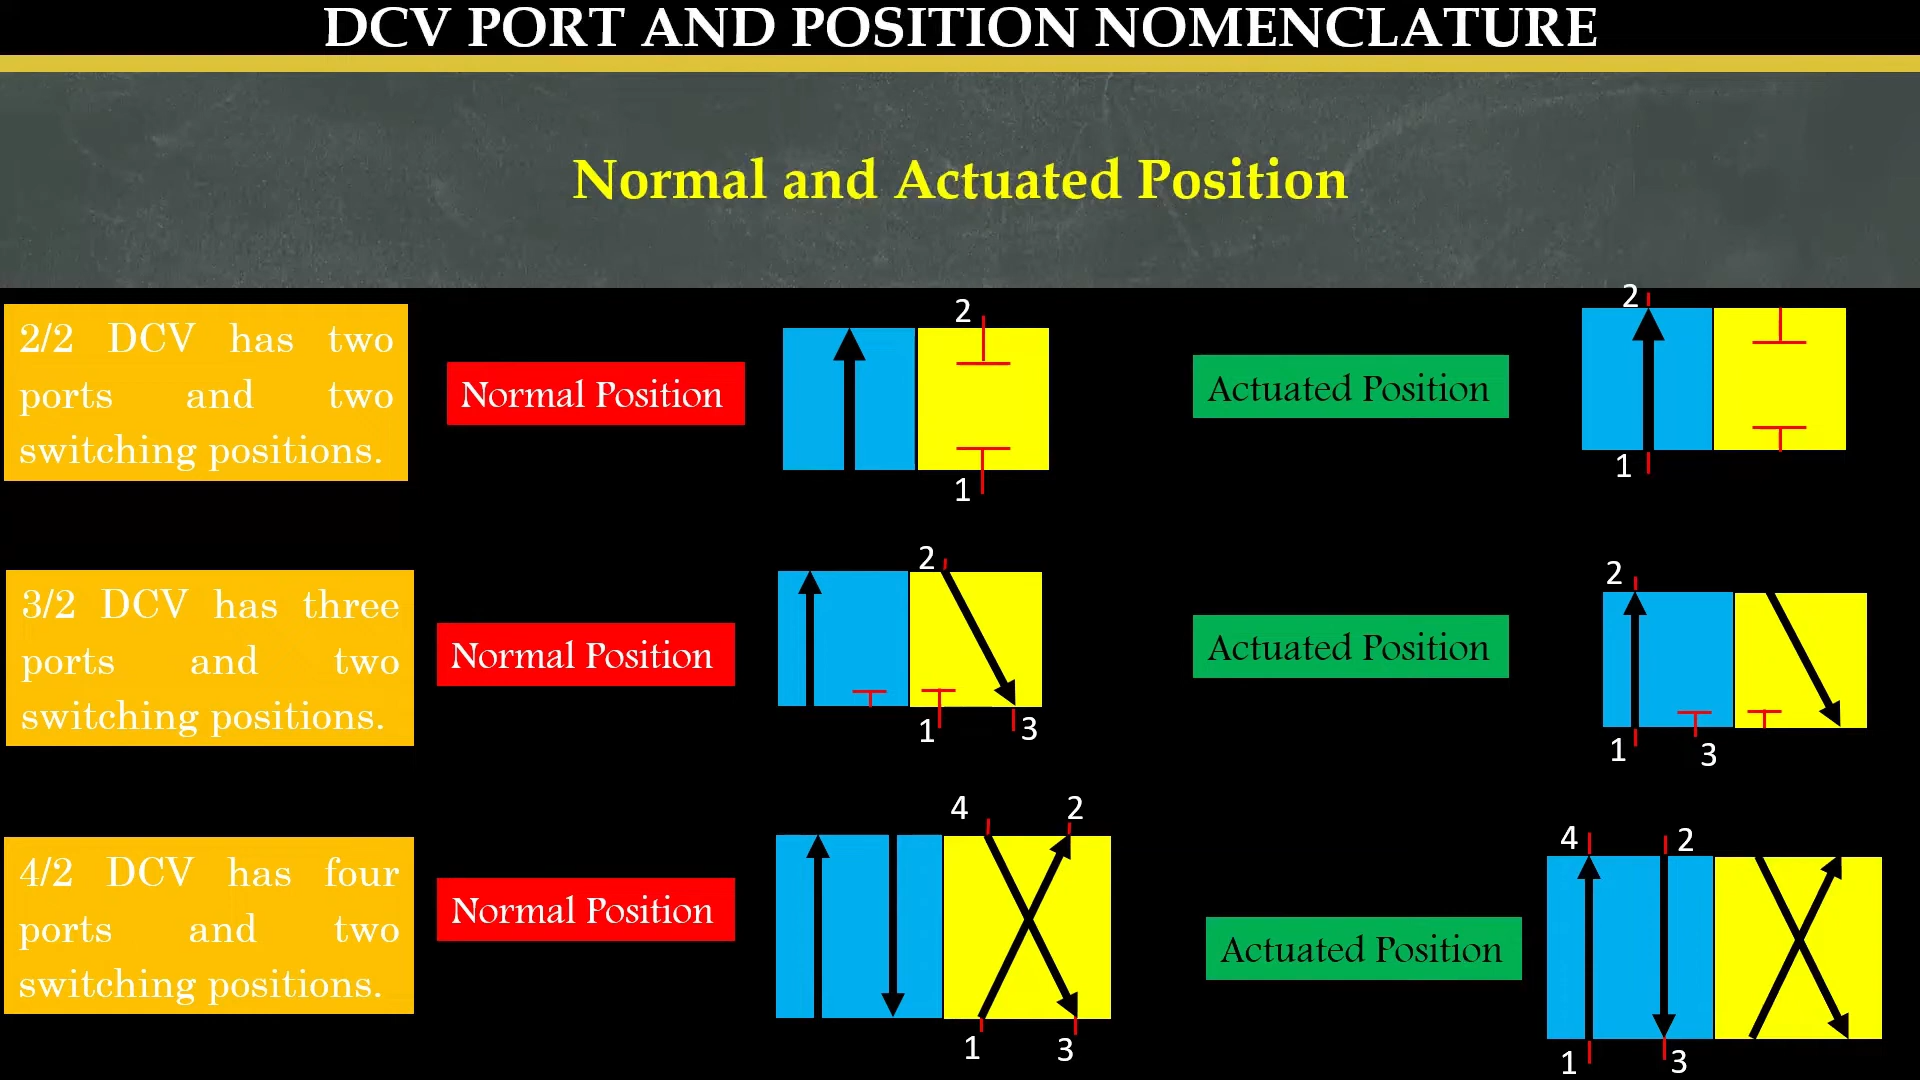 DCV PORT AND POSITION NOMENCLATURE
Normal and Actuated Position
2/2 DCV has two
ports and two
switching positions.
Normal Position
2
1
Actuated Position
2
1
3/2 DCV has three
ports and two
switching positions.
Normal Position
2
1 3
Actuated Position
2
1 3
4/2 DCV has four
ports and two
switching positions.
Normal Position
4 2
1 3
Actuated Position
4 2
1 3